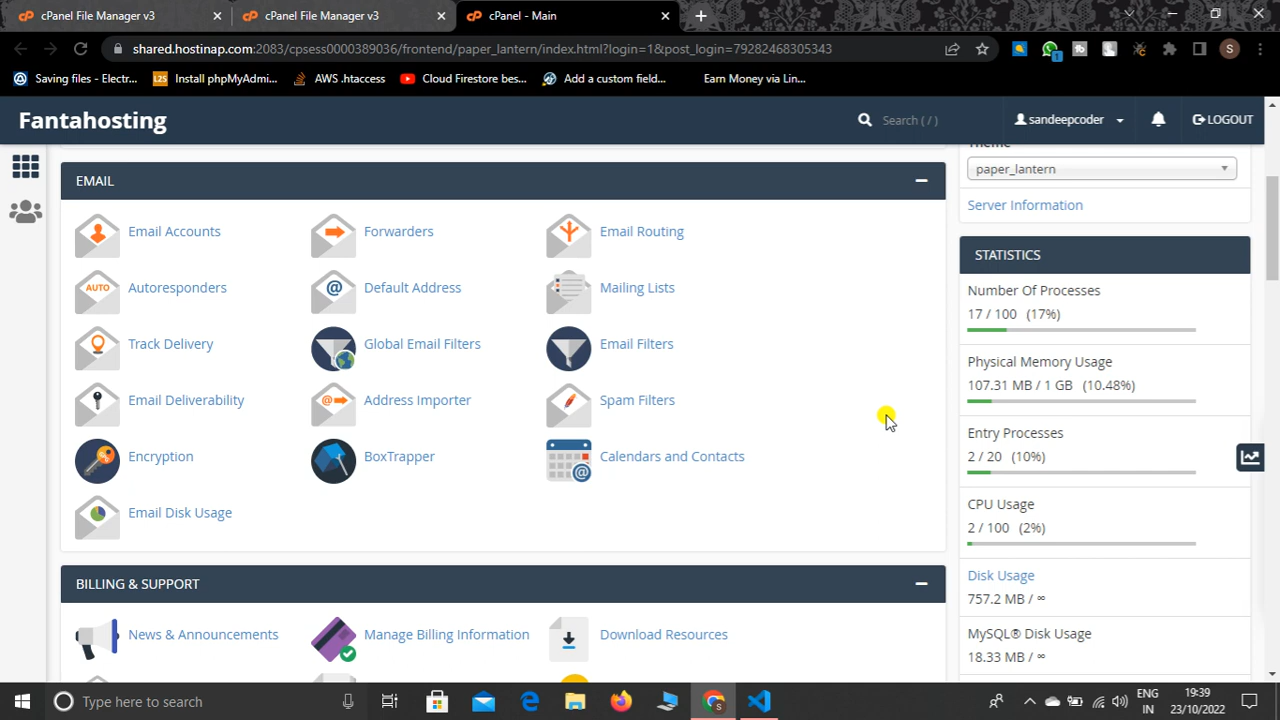 cPanel File Manager v3
cPanel File Manager v3
cPanel - Main
shared.hostinap.com:2083/cpsess0000389036/frontend/paper_lantern/index.html?login=1&post_login=79282468305343
1
S
Saving files - Electr...
Install phpMyAdmi...
AWS .htaccess
Cloud Firestore bes...
Add a custom field...
Earn Money via Lin...
Fantahosting
Search ( / )
sandeepcoder
LOGOUT
EMAIL
Email Accounts
Forwarders
Email Routing
AUTO
Autoresponders
Default Address
Mailing Lists
Track Delivery
Global Email Filters
Email Filters
Email Deliverability
Address Importer
Spam Filters
Encryption
BoxTrapper
Calendars and Contacts
Email Disk Usage
BILLING & SUPPORT
News & Announcements
Manage Billing Information
Download Resources
Theme
paper_lantern
Server Information
STATISTICS
Number Of Processes
17 / 100 (17%)
Physical Memory Usage
107.31 MB / 1 GB (10.48%)
Entry Processes
2 / 20 (10%)
CPU Usage
2 / 100 (2%)
Disk Usage
757.2 MB / ∞
MySQL® Disk Usage
18.33 MB / ∞
Type here to search
ENG
IN
19:39
23/10/2022